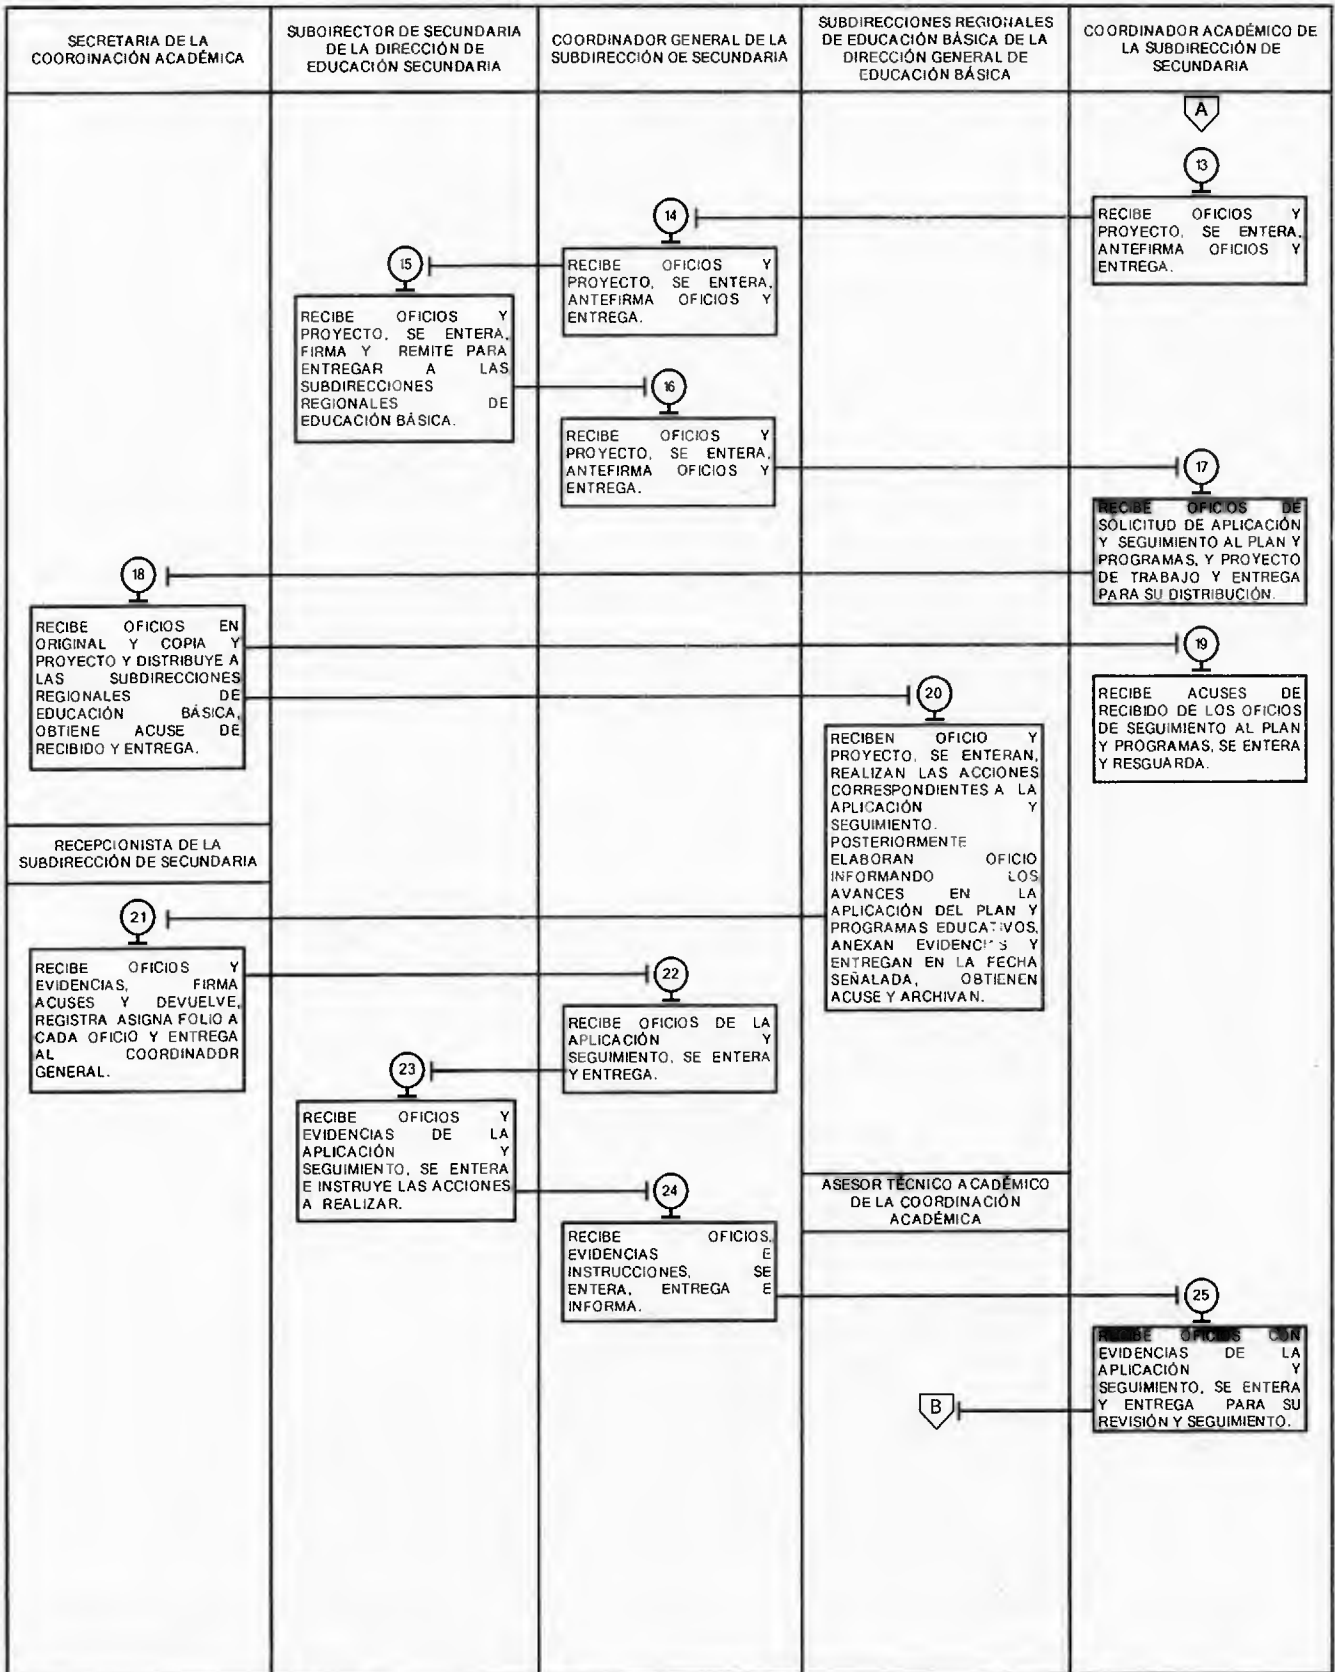 SECRETARIA DE LA
COOROINACIÓN ACADÉMICA
SUBOIRECTOR DE SECUNDARIA
DE LA DIRECCIÓN DE
EDUCACIÓN SECUNDARIA
COORDINADOR GENERAL DE LA
SUBDIRECCIÓN OE SECUNDARIA
SUBDIRECCIONES REGIONALES
DE EDUCACIÓN BÁSICA DE LA
DIRECCIÓN GENERAL DE
EDUCACIÓN BÁSICA
COORDINADOR ACADÉMICO DE
LA SUBDIRECCIÓN DE
SECUNDARIA
A
13
RECIBE OFICIOS Y
PROYECTO, SE ENTERA,
ANTEFIRMA OFICIOS Y
ENTREGA.
14
RECIBE OFICIOS Y
PROYECTO, SE ENTERA,
ANTEFIRMA OFICIOS Y
ENTREGA.
15
RECIBE OFICIOS Y
PROYECTO, SE ENTERA,
FIRMA Y REMITE PARA
ENTREGAR A LAS
SUBDIRECCIONES
REGIONALES DE
EDUCACIÓN BÁSICA.
16
RECIBE OFICIOS Y
PROYECTO, SE ENTERA,
ANTEFIRMA OFICIOS Y
ENTREGA.
17
RECIBE OFICIOS DE
SOLICITUD DE APLICACIÓN
Y SEGUIMIENTO AL PLAN Y
PROGRAMAS, Y PROYECTO
DE TRABAJO Y ENTREGA
PARA SU DISTRIBUCIÓN.
18
RECIBE OFICIOS EN
ORIGINAL Y COPIA Y
PROYECTO Y DISTRIBUYE A
LAS SUBDIRECCIONES
REGIONALES DE
EDUCACIÓN BÁSICA,
OBTIENE ACUSE DE
RECIBIDO Y ENTREGA.
19
RECIBE ACUSES DE
RECIBIDO DE LOS OFICIOS
DE SEGUIMIENTO AL PLAN
Y PROGRAMAS, SE ENTERA
Y RESGUARDA.
20
RECIBEN OFICIO Y
PROYECTO, SE ENTERAN,
REALIZAN LAS ACCIONES
CORRESPONDIENTES A LA
APLICACIÓN Y
SEGUIMIENTO.
POSTERIORMENTE
ELABORAN OFICIO
INFORMANDO LOS
AVANCES EN LA
APLICACIÓN DEL PLAN Y
PROGRAMAS EDUCATIVOS,
ANEXAN EVIDENCIAS Y
ENTREGAN EN LA FECHA
SEÑALADA, OBTIENEN
ACUSE Y ARCHIVAN.
RECEPCIONISTA DE LA
SUBDIRECCIÓN DE SECUNDARIA
21
RECIBE OFICIOS Y
EVIDENCIAS, FIRMA
ACUSES Y DEVUELVE,
REGISTRA ASIGNA FOLIO A
CADA OFICIO Y ENTREGA
AL COORDINADDR
GENERAL.
22
RECIBE OFICIOS DE LA
APLICACIÓN Y
SEGUIMIENTO, SE ENTERA
Y ENTREGA.
23
RECIBE OFICIOS Y
EVIDENCIAS DE LA
APLICACIÓN Y
SEGUIMIENTO, SE ENTERA
E INSTRUYE LAS ACCIONES
A REALIZAR.
24
RECIBE OFICIOS,
EVIDENCIAS E
INSTRUCCIONES, SE
ENTERA, ENTREGA E
INFORMA.
ASESOR TÉCNICO ACADÉMICO
DE LA COORDINACIÓN
ACADÉMICA
25
RECIBE OFICIOS CON
EVIDENCIAS DE LA
APLICACIÓN Y
SEGUIMIENTO, SE ENTERA
Y ENTREGA PARA SU
REVISIÓN Y SEGUIMIENTO.
B